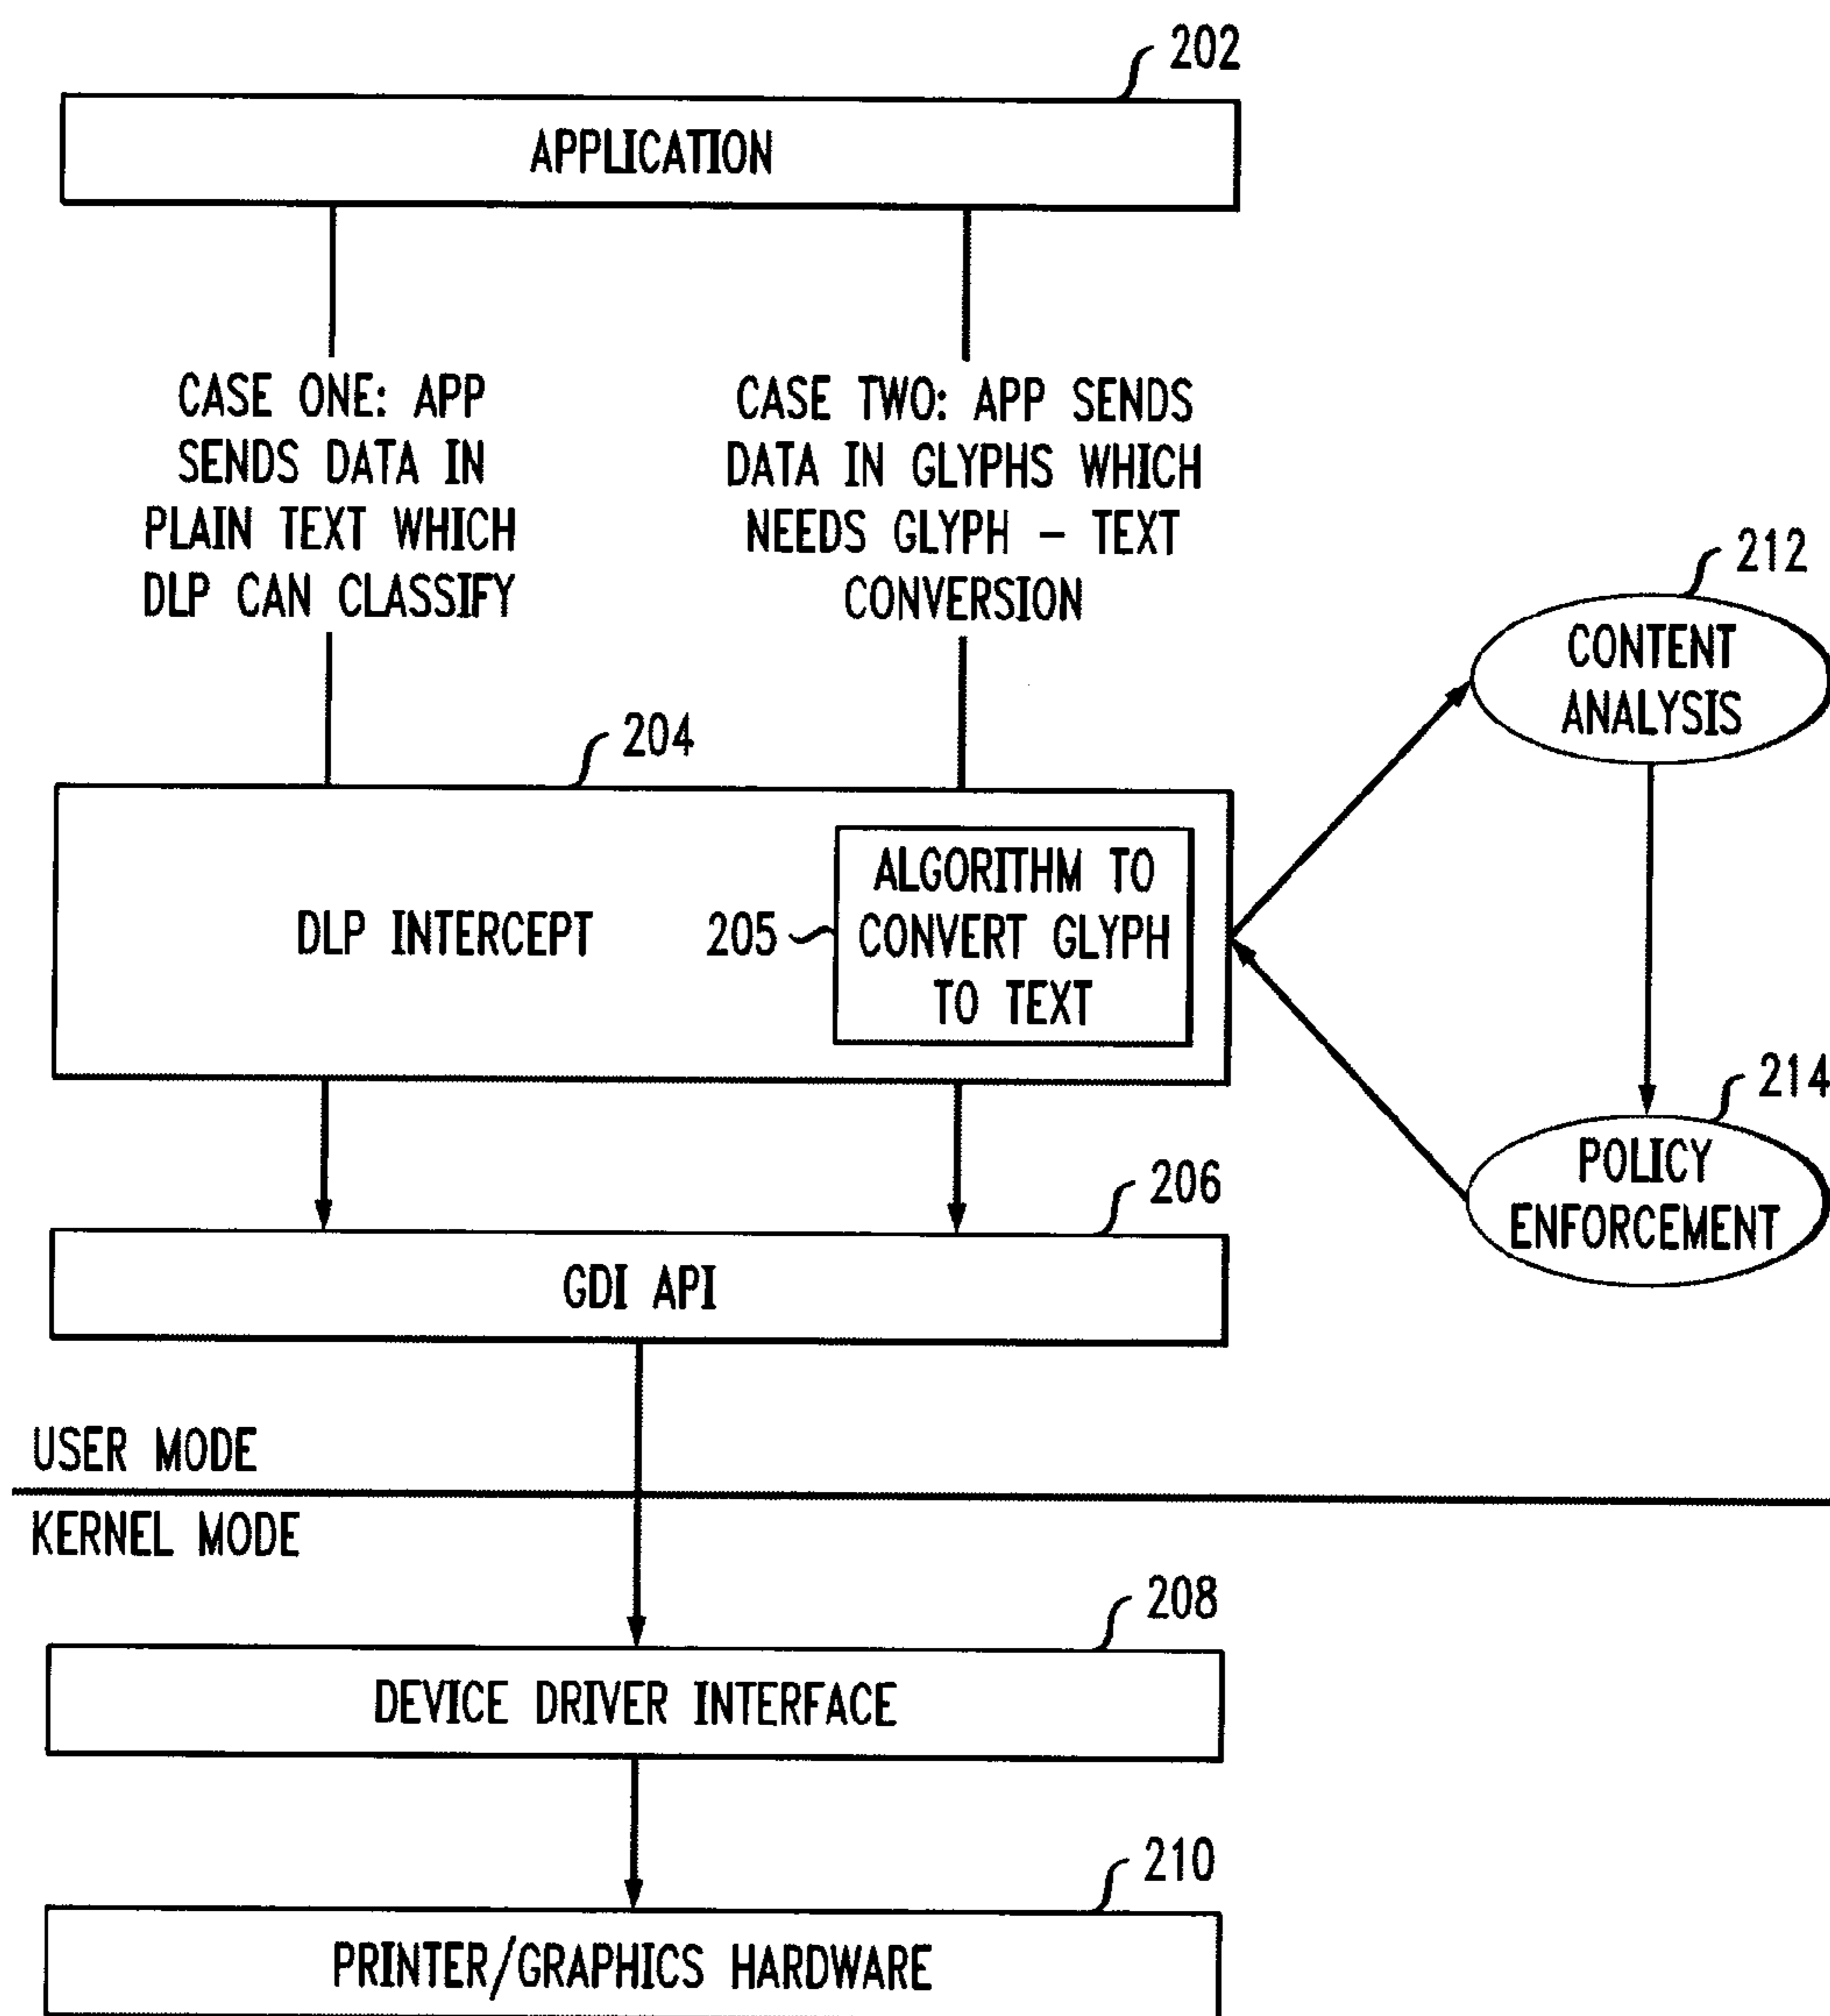 202
APPLICATION
CASE ONE: APP
SENDS DATA IN
PLAIN TEXT WHICH
DLP CAN CLASSIFY
CASE TWO: APP SENDS
DATA IN GLYPHS WHICH
NEEDS GLYPH – TEXT
CONVERSION
212
CONTENT
ANALYSIS
204
DLP INTERCEPT
205
ALGORITHM TO
CONVERT GLYPH
TO TEXT
214
POLICY
ENFORCEMENT
206
GDI API
USER MODE
KERNEL MODE
208
DEVICE DRIVER INTERFACE
210
PRINTER/GRAPHICS HARDWARE